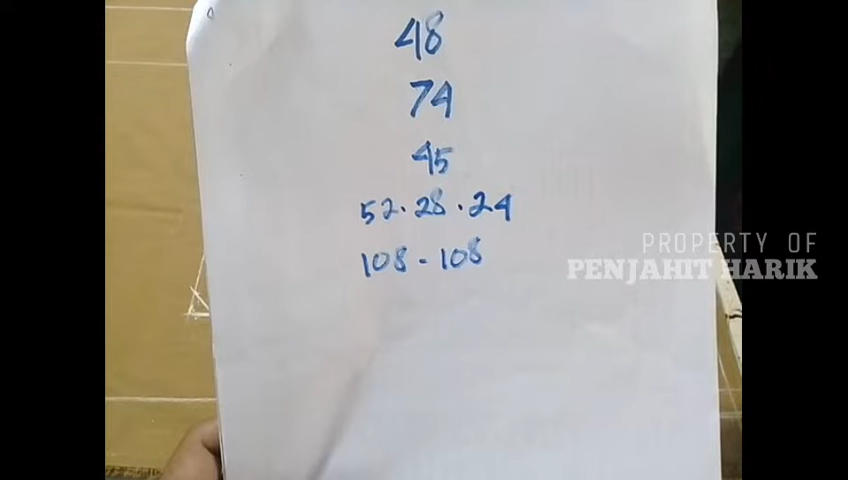 48
74
45
52. 28. 24
108 - 108
PROPERTY OF
PENJAHIT HARIK